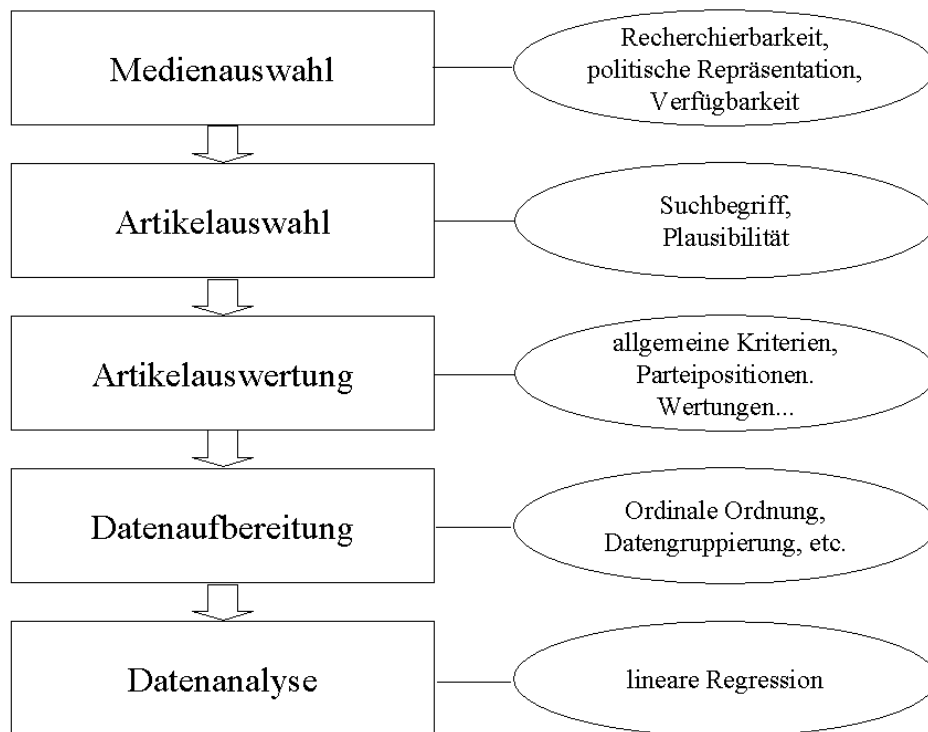 Medienauswahl
Recherchierbarkeit,
politische Repräsentation,
Verfügbarkeit
Artikelauswahl
Suchbegriff,
Plausibilität
Artikelauswertung
allgemeine Kriterien,
Parteipositionen.
Wertungen...
Datenaufbereitung
Ordinale Ordnung,
Datengruppierung, etc.
Datenanalyse
lineare Regression